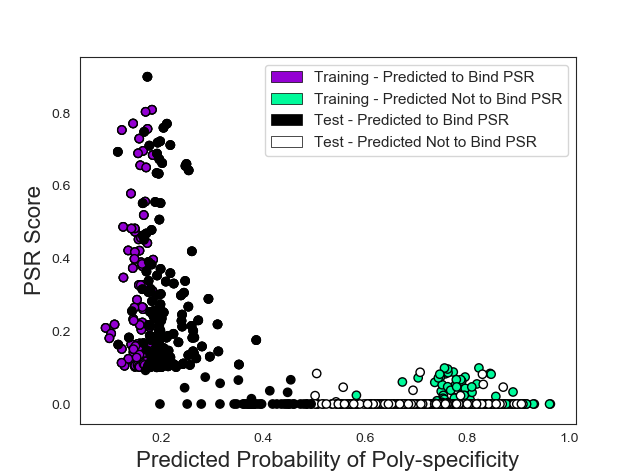 Training - Predicted to Bind PSR
Training - Predicted Not to Bind PSR
Test - Predicted to Bind PSR
Test - Predicted Not to Bind PSR
0.8
0.6
0.4
0.2
0.0
PSR Score
0.2 0.4 0.6 0.8 1.0
Predicted Probability of Poly-specificity